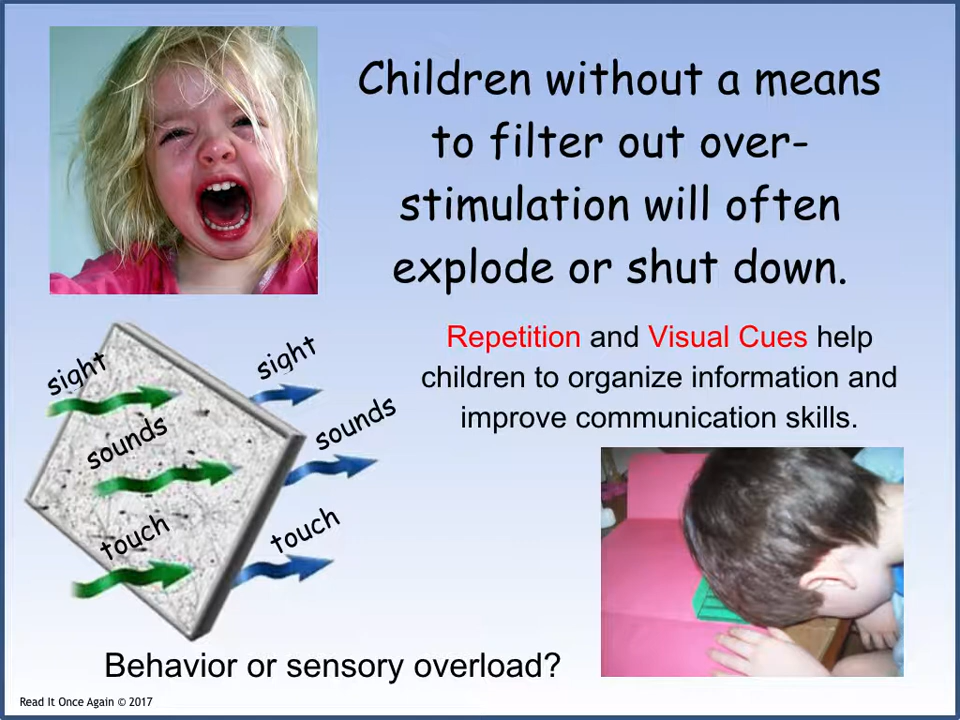 Children without a means
to filter out over-
stimulation will often
explode or shut down.
Repetition and Visual Cues help
children to organize information and
improve communication skills.
sight
sight
sounds
sounds
touch
touch
Behavior or sensory overload?
Read It Once Again © 2017